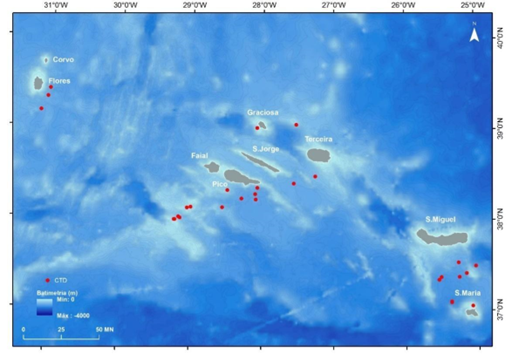 31°0'W 30°0'W 29°0'W 28°0'W 27°0'W 26°0'W 25°0'W
40°0'N
39°0'N
38°0'N
37°0'N
N
Corvo
Flores
Graciosa
Terceira
S.Jorge
Faial
Pico
S.Miguel
S.Maria
CTD
Batimetria (m)
Min: 0
Máx : -4000
0 25 50 MN